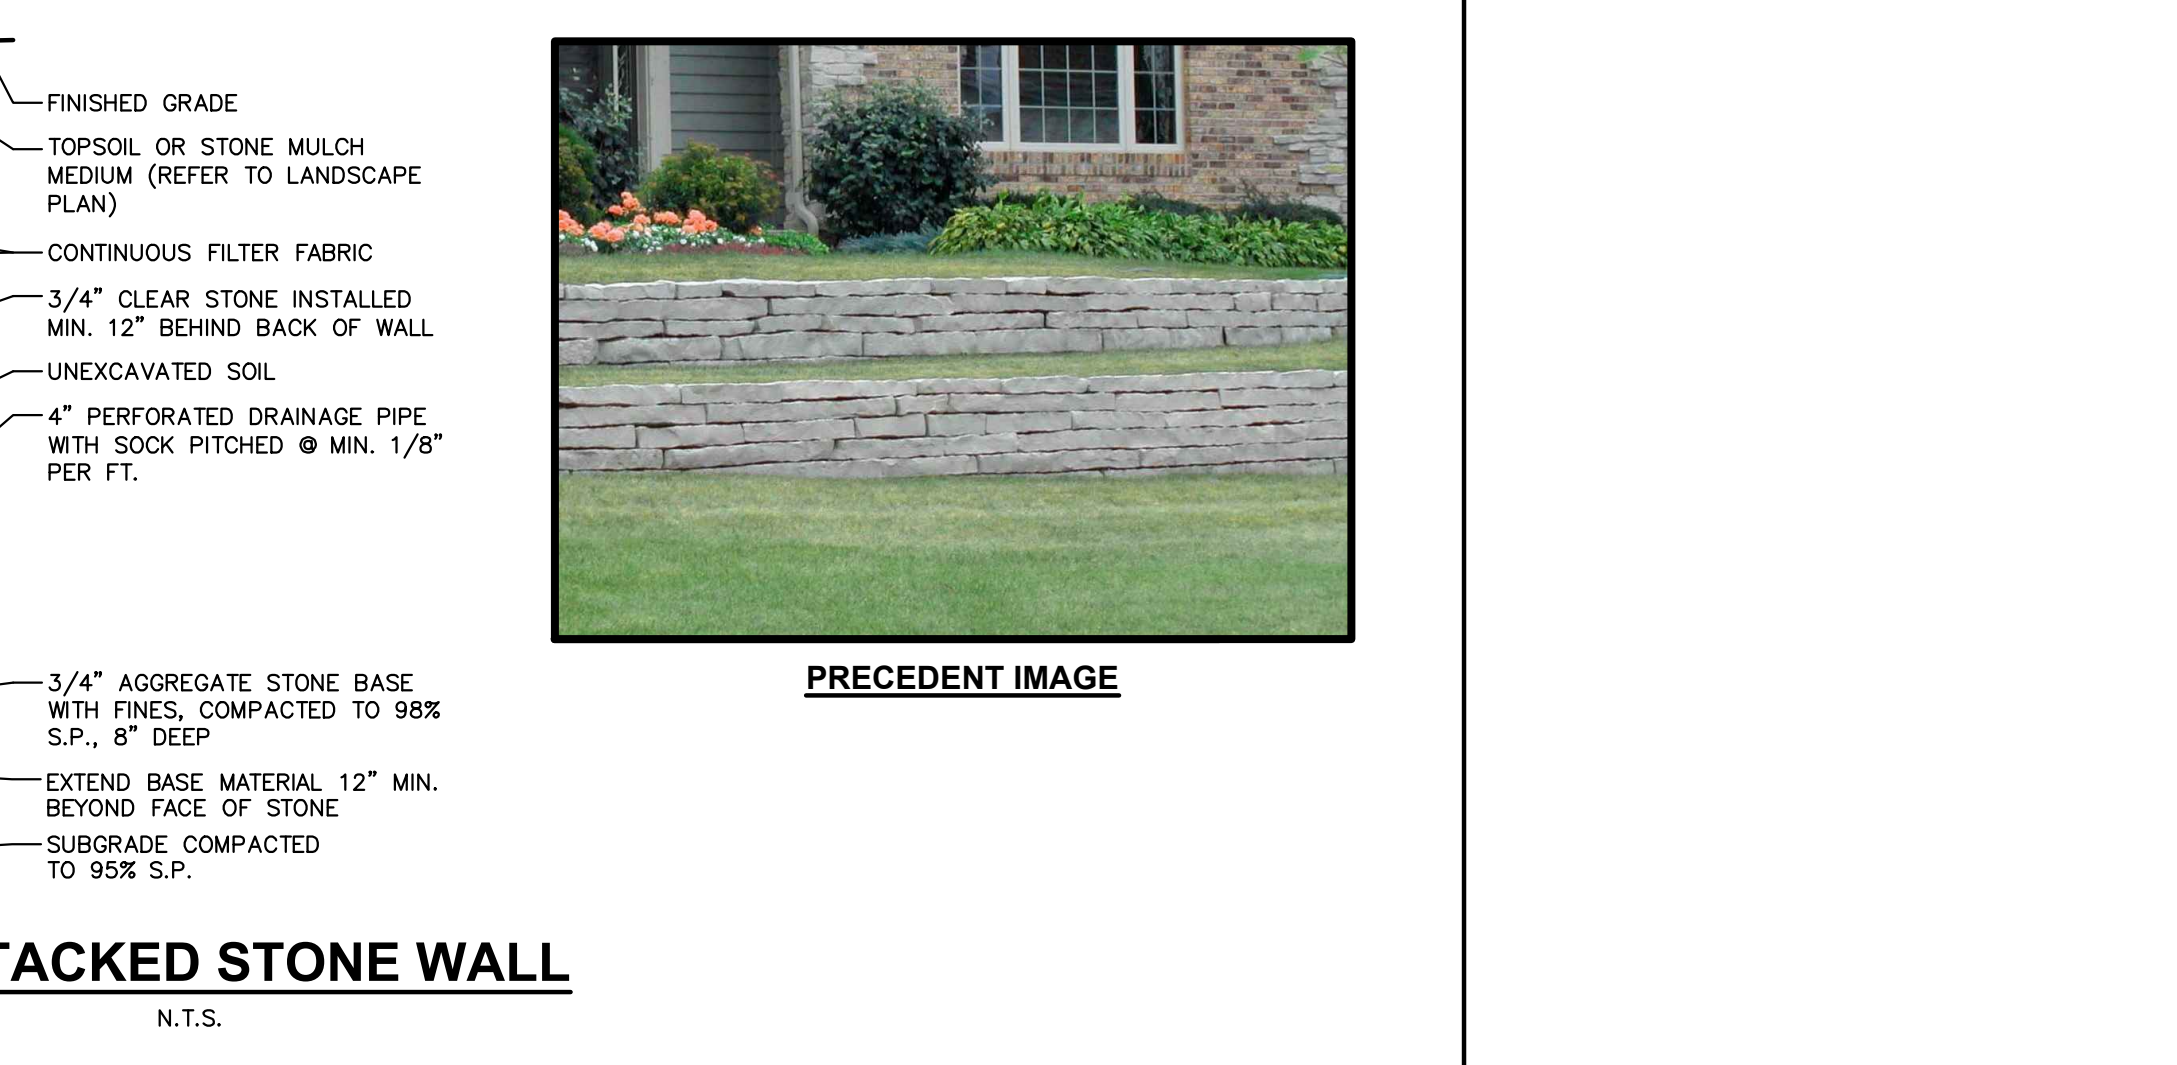 FINISHED GRADE
TOPSOIL OR STONE MULCH
MEDIUM (REFER TO LANDSCAPE
PLAN)
CONTINUOUS FILTER FABRIC
3/4" CLEAR STONE INSTALLED
MIN. 12" BEHIND BACK OF WALL
UNEXCAVATED SOIL
4" PERFORATED DRAINAGE PIPE
WITH SOCK PITCHED @ MIN. 1/8"
PER FT.
3/4" AGGREGATE STONE BASE
WITH FINES, COMPACTED TO 98%
S.P., 8" DEEP
EXTEND BASE MATERIAL 12" MIN.
BEYOND FACE OF STONE
SUBGRADE COMPACTED
TO 95% S.P.
PRECEDENT IMAGE
TACKED STONE WALL
N.T.S.